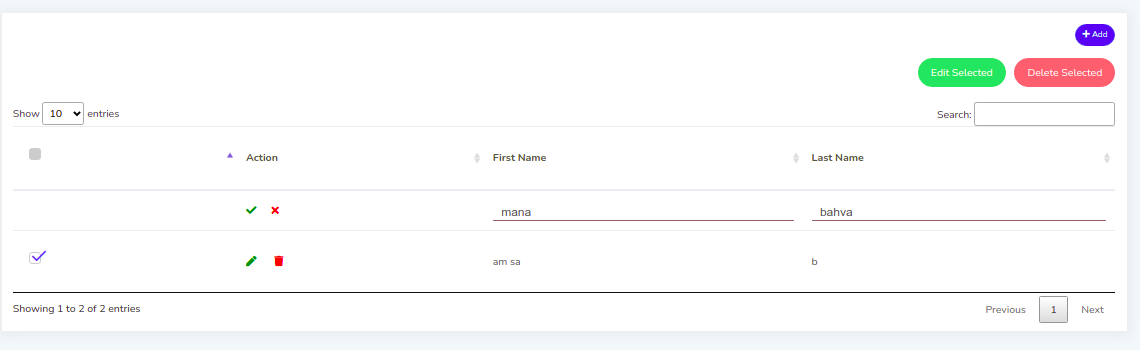 Add
Edit Selected Delete Selected
Show 10 entries Search:
Action First Name Last Name
mana bahva
am sa b
Showing 1 to 2 of 2 entries Previous 1 Next